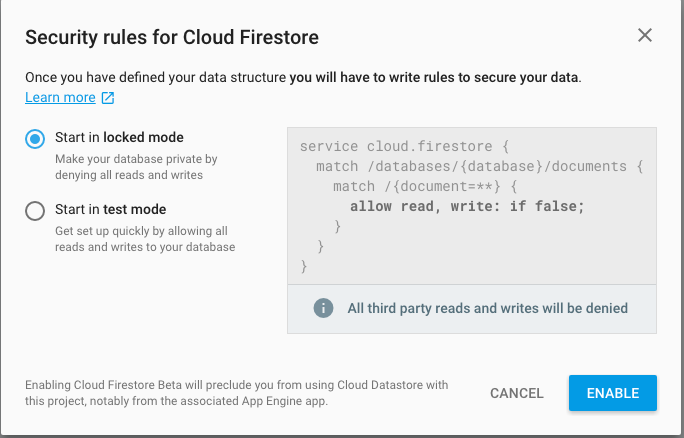 Security rules for Cloud Firestore
Once you have defined your data structure you will have to write rules to secure your data.
Learn more
Start in locked mode
Make your database private by
denying all reads and writes
Start in test mode
Get set up quickly by allowing all
reads and writes to your database
service cloud.firestore {
match /databases/{database}/documents {
match /{document=**} {
allow read, write: if false;
}
}
}
All third party reads and writes will be denied
Enabling Cloud Firestore Beta will preclude you from using Cloud Datastore with
this project, notably from the associated App Engine app.
CANCEL
ENABLE